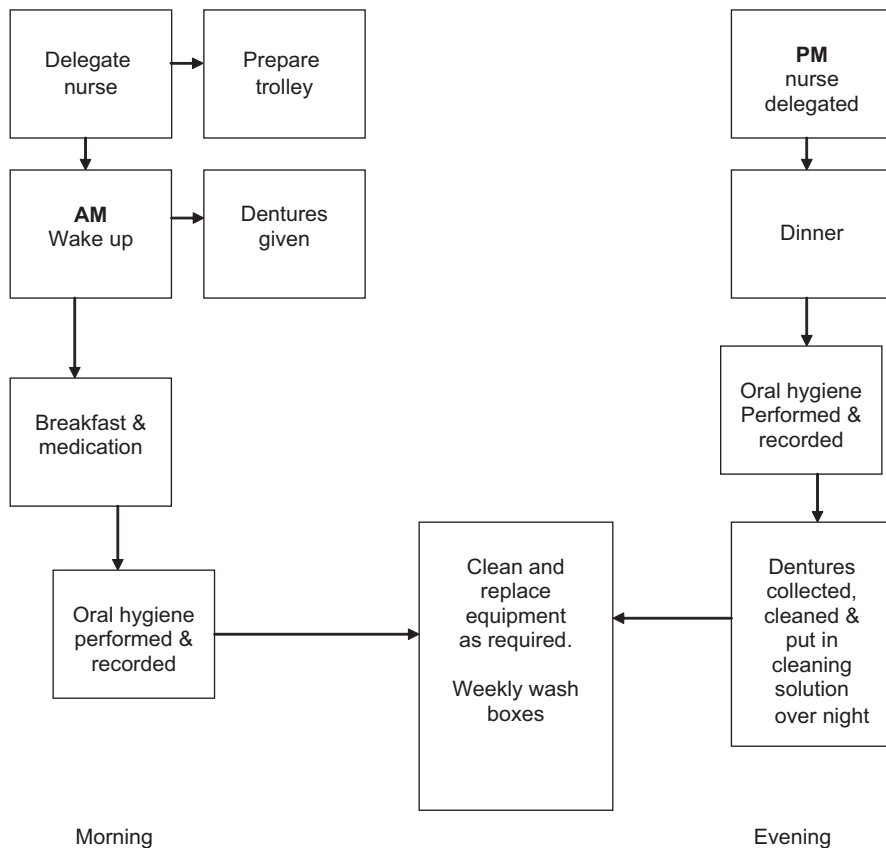 Delegate
nurse
Prepare
trolley
AM
Wake up
Dentures
given
Breakfast &
medication
Oral hygiene
performed &
recorded
Clean and
replace
equipment
as required.
Weekly wash
boxes
PM
nurse
delegated
Dinner
Oral hygiene
Performed &
recorded
Dentures
collected,
cleaned &
put in
cleaning
solution
over night
Morning
Evening